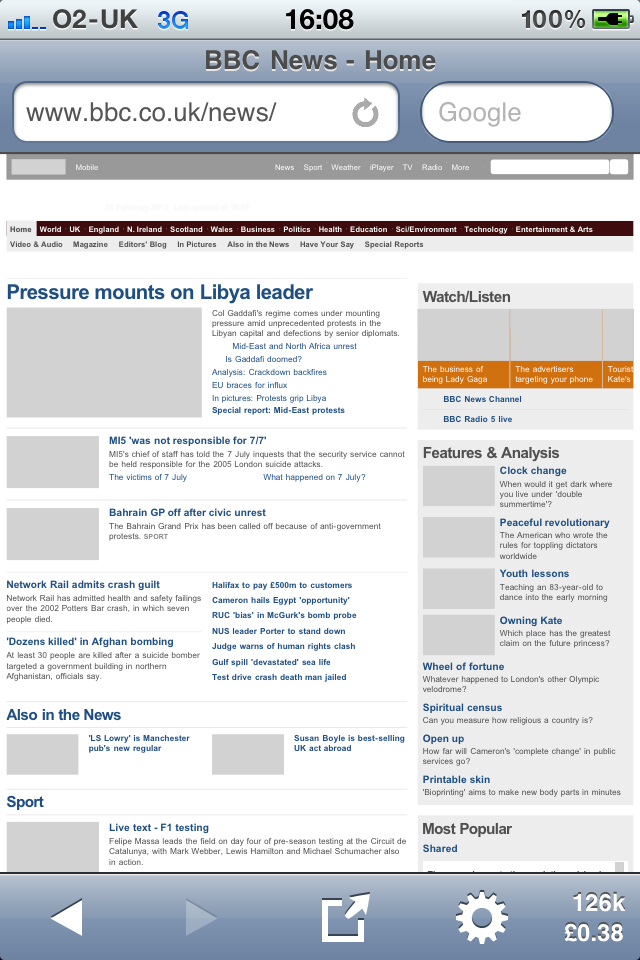 O2-UK 3G 16:08 100%
BBC News - Home
www.bbc.co.uk/news/ Google
Mobile News Sport Weather iPlayer TV Radio More
Home World UK England N. Ireland Scotland Wales Business Politics Health Education Sci/Environment Technology Entertainment & Arts
Video & Audio Magazine Editors' Blog In Pictures Also in the News Have Your Say Special Reports
Pressure mounts on Libya leader
Col Gaddafi's regime comes under mounting
pressure amid unprecedented protests in the
Libyan capital and defections by senior diplomats.
Mid-East and North Africa unrest
Is Gaddafi doomed?
Analysis: Crackdown backfires
EU braces for influx
In pictures: Protests grip Libya
Special report: Mid-East protests
MI5 'was not responsible for 7/7'
MI5's chief of staff has told the 7 July inquests that the security service cannot
be held responsible for the 2005 London suicide attacks.
The victims of 7 July What happened on 7 July?
Bahrain GP off after civic unrest
The Bahrain Grand Prix has been called off because of anti-government
protests. SPORT
Network Rail admits crash guilt
Network Rail has admitted health and safety failings
over the 2002 Potters Bar crash, in which seven
people died.
'Dozens killed' in Afghan bombing
At least 30 people are killed after a suicide bomber
targeted a government building in northern
Afghanistan, officials say.
Halifax to pay £500m to customers
Cameron hails Egypt 'opportunity'
RUC 'bias' in McGurk's bomb probe
NUS leader Porter to stand down
Judge warns of human rights clash
Gulf spill 'devastated' sea life
Test drive crash death man jailed
Also in the News
'LS Lowry' is Manchester
pub's new regular
Susan Boyle is best-selling
UK act abroad
Sport
Live text - F1 testing
Felipe Massa leads the field on day four of pre-season testing at the Circuit de
Catalunya, with Mark Webber, Lewis Hamilton and Michael Schumacher also
in action.
Watch/Listen
The business of
being Lady Gaga
The advertisers
targeting your phone
Tourist
Kate's
BBC News Channel
BBC Radio 5 live
Features & Analysis
Clock change
When would it get dark where
you live under 'double
summertime'?
Peaceful revolutionary
The American who wrote the
rules for toppling dictators
worldwide
Youth lessons
Teaching an 83-year-old to
dance into the early morning
Owning Kate
Which place has the greatest
claim on the future princess?
Wheel of fortune
Whatever happened to London's other Olympic
velodrome?
Spiritual census
Can you measure how religious a country is?
Open up
How far will Cameron's 'complete change' in public
services go?
Printable skin
'Bioprinting' aims to make new body parts in minutes
Most Popular
Shared
126k
£0.38